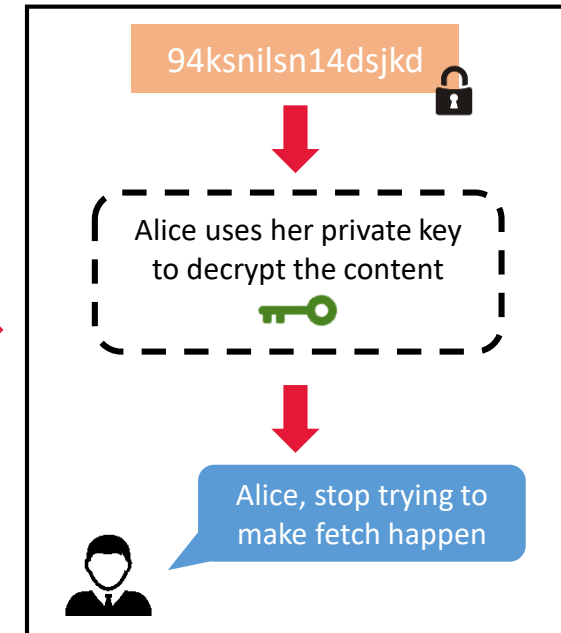 94ksnilsn14dsjkd
Alice uses her private key
to decrypt the content
Alice, stop trying to
make fetch happen